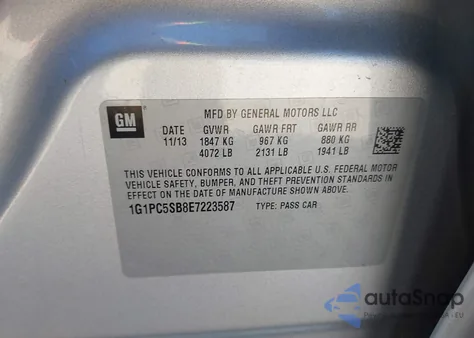 GM
MFD BY GENERAL MOTORS LLC
DATE GVWR GAWR FRT GAWR RR
11/13 1847 KG 967 KG 880 KG
4072 LB 2131 LB 1941 LB
THIS VEHICLE CONFORMS TO ALL APPLICABLE U.S. FEDERAL MOTOR
VEHICLE SAFETY, BUMPER, AND THEFT PREVENTION STANDARDS IN
EFFECT ON THE DATE OF MANUFACTURE SHOWN ABOVE.
1G1PC5SB8E7223587 TYPE: PASS CAR
autoSnap